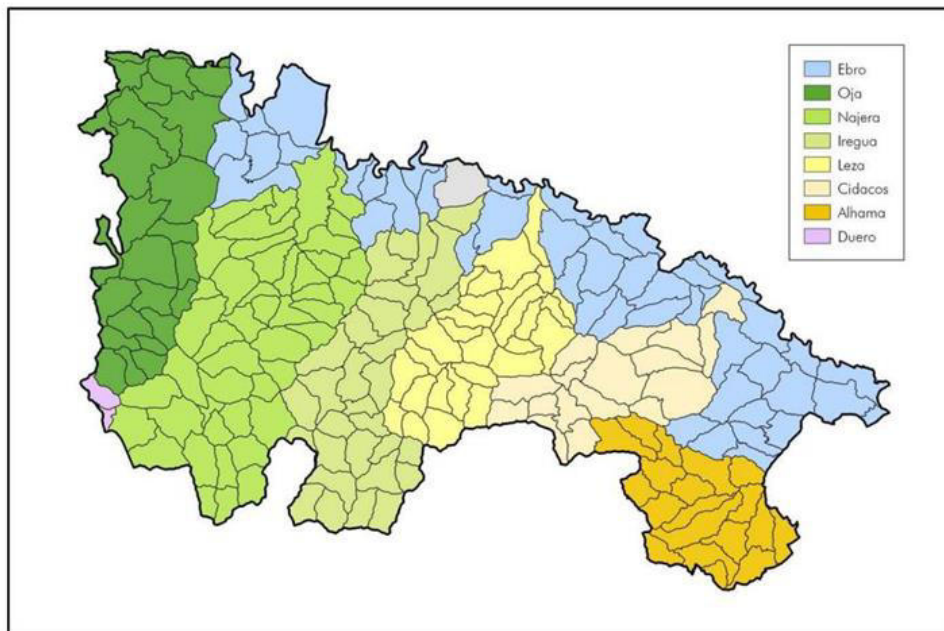 Ebro
Oja
Najera
Iregua
Leza
Cidacos
Alhama
Duero